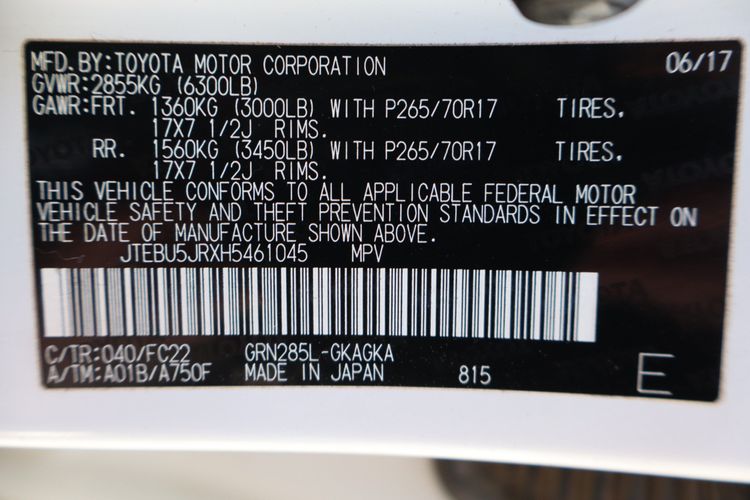 MFD. BY: TOYOTA MOTOR CORPORATION 06/17
GVWR: 2855KG (6300LB)
GAWR: FRT. 1360KG (3000LB) WITH P265/70R17 TIRES,
17X7 1/2J RIMS.
RR. 1560KG (3450LB) WITH P265/70R17 TIRES,
17X7 1/2J RIMS.
THIS VEHICLE CONFORMS TO ALL APPLICABLE FEDERAL MOTOR
VEHICLE SAFETY AND THEFT PREVENTION STANDARDS IN EFFECT ON
THE DATE OF MANUFACTURE SHOWN ABOVE.
JTEBU5JRXH5461045 MPV
C/TR: 040/FC22 GRN285L-GKAGKA
A/TM: A01B/A750F MADE IN JAPAN 815
E